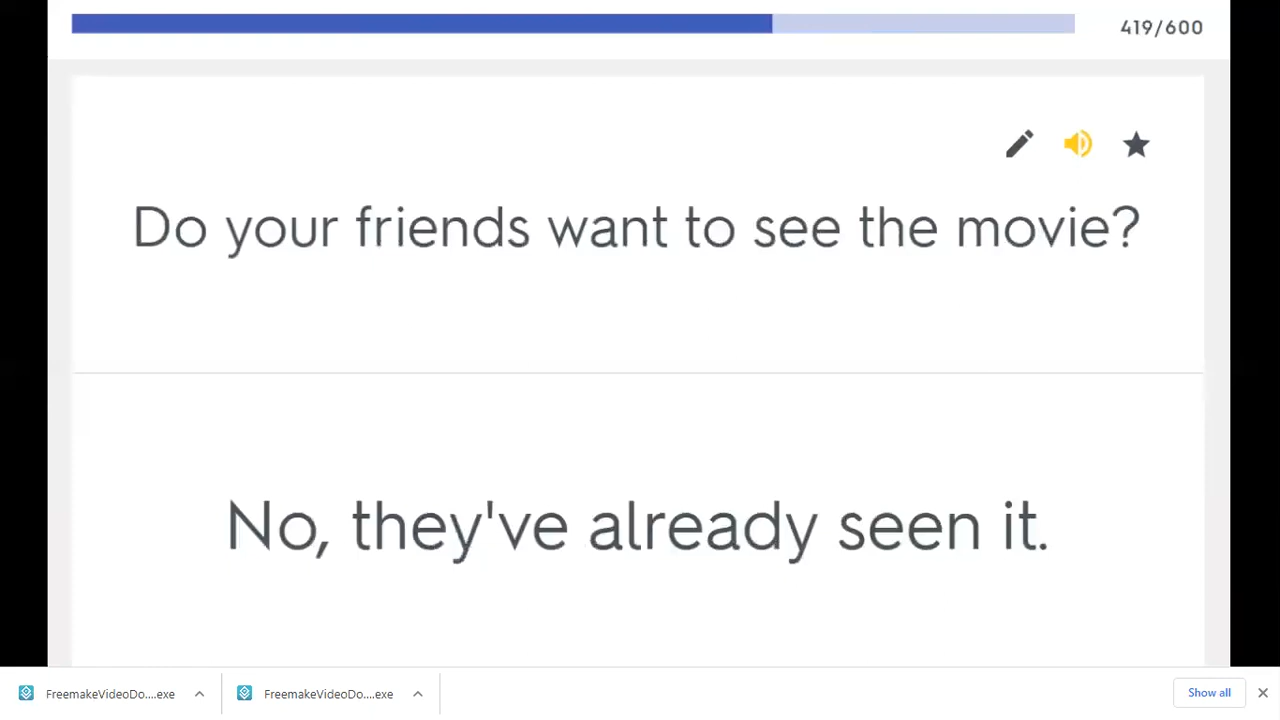 419/600
Do your friends want to see the movie?
No, they've already seen it.
FreemakeVideoDo....exe
FreemakeVideoDo....exe
Show all